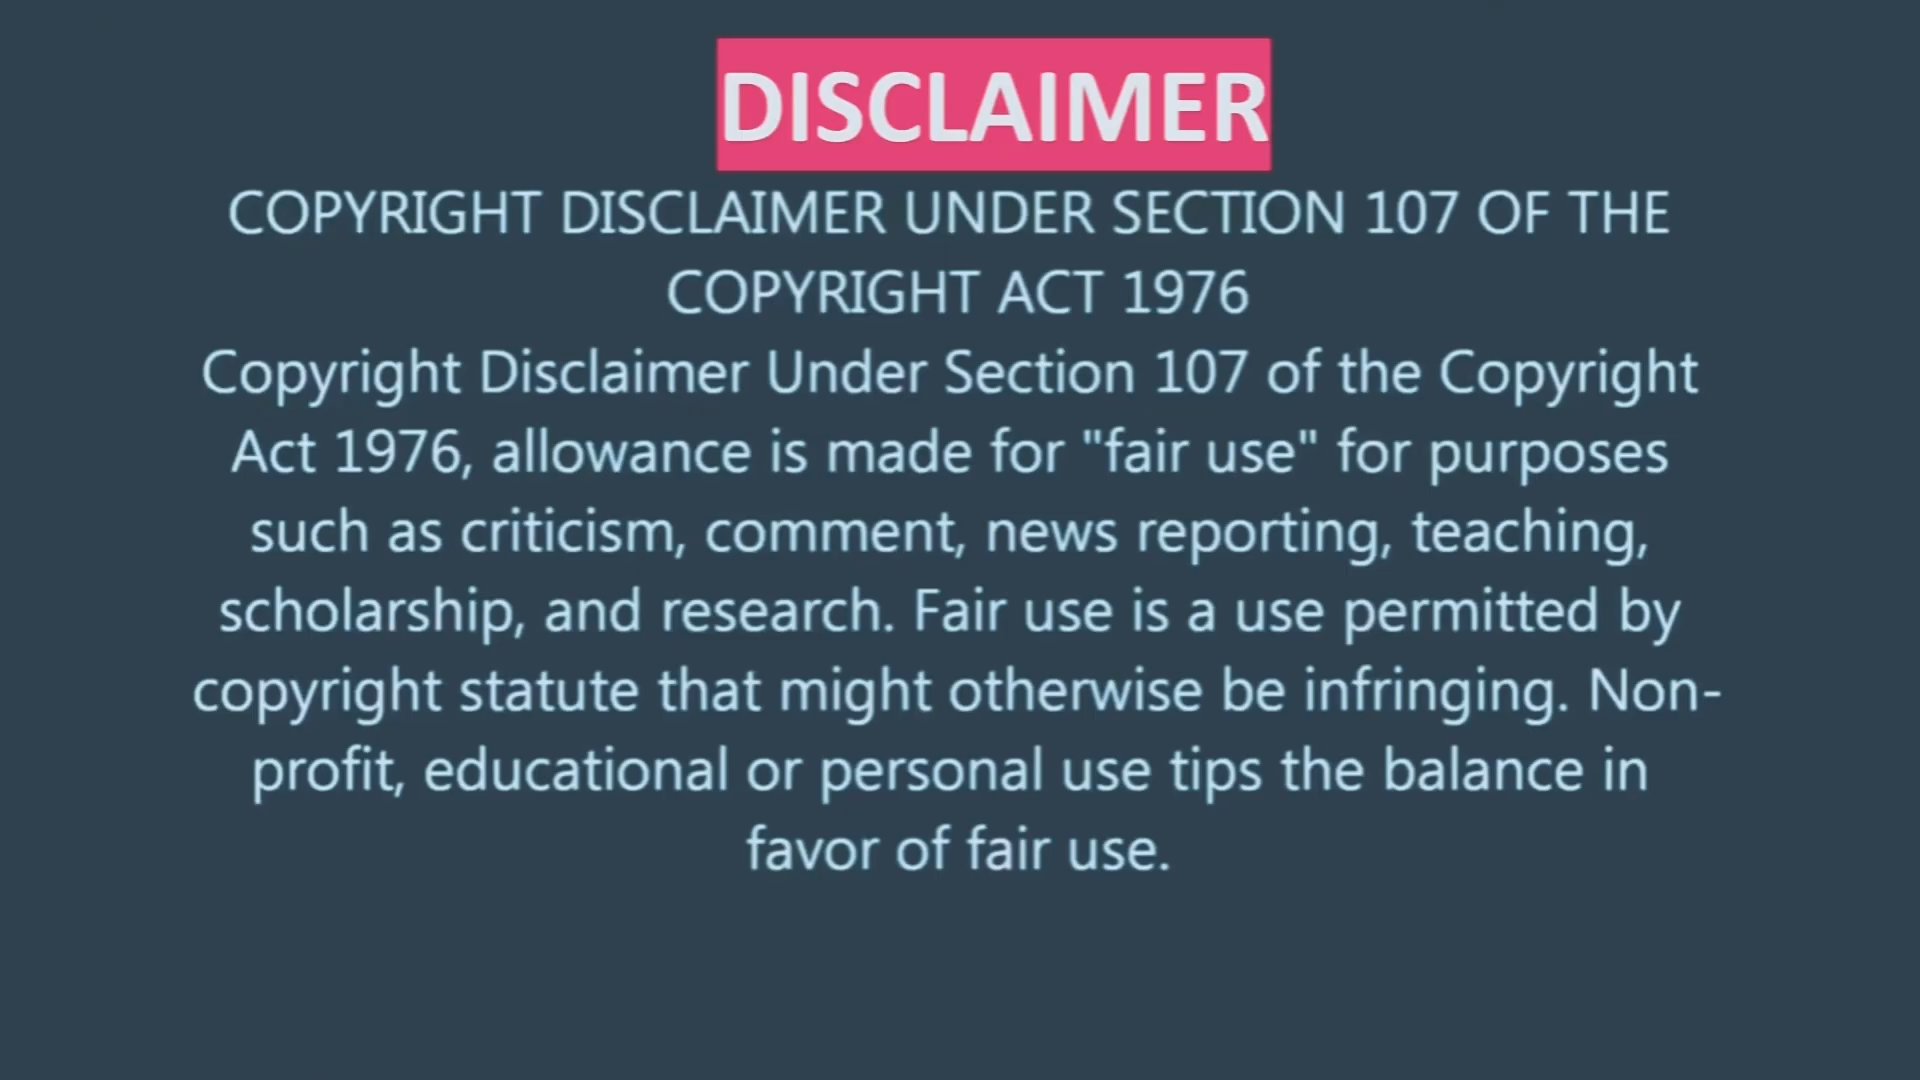 DISCLAIMER
COPYRIGHT DISCLAIMER UNDER SECTION 107 OF THE
COPYRIGHT ACT 1976
Copyright Disclaimer Under Section 107 of the Copyright
Act 1976, allowance is made for "fair use" for purposes
such as criticism, comment, news reporting, teaching,
scholarship, and research. Fair use is a use permitted by
copyright statute that might otherwise be infringing. Non-
profit, educational or personal use tips the balance in
favor of fair use.